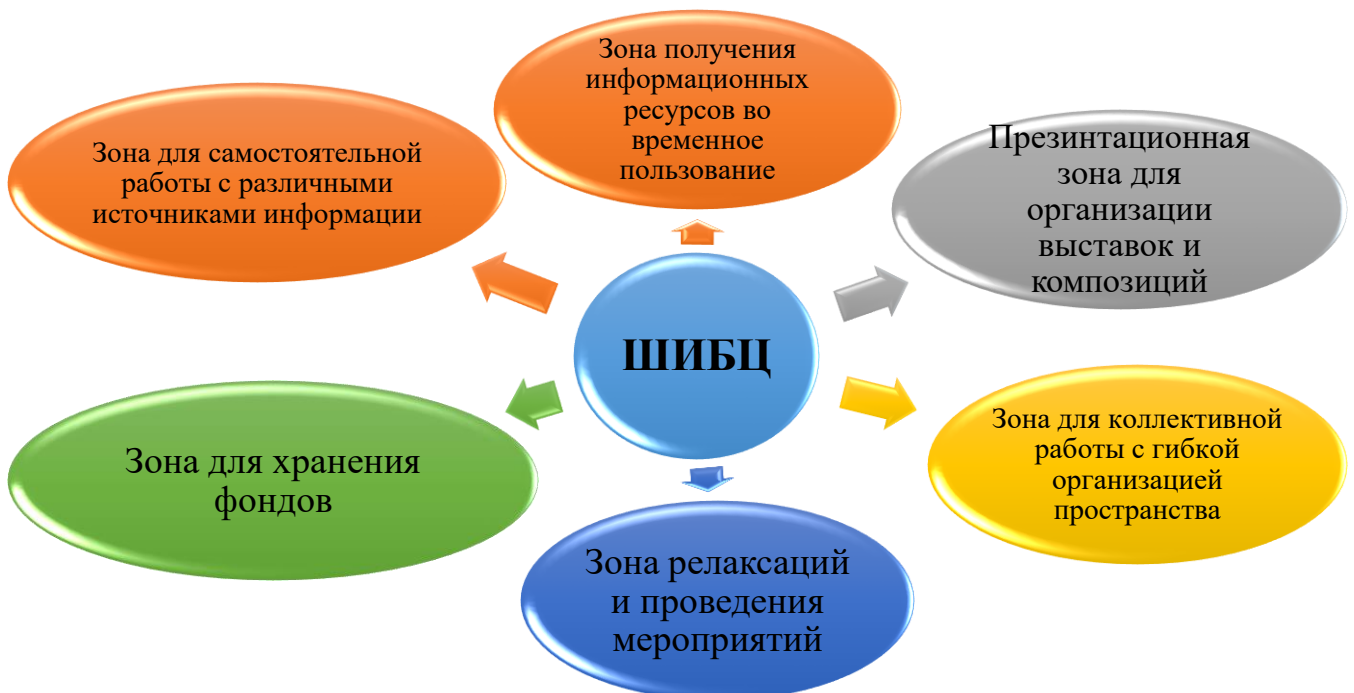 Зона получения
информационных
ресурсов во
временное
пользование
Зона для самостоятельной
работы с различными
источниками информации
Презинтационная
зона для
организации
выставок и
композиций
ШИБЦ
Зона для хранения
фондов
Зона для коллективной
работы с гибкой
организацией
пространства
Зона релаксаций
и проведения
мероприятий